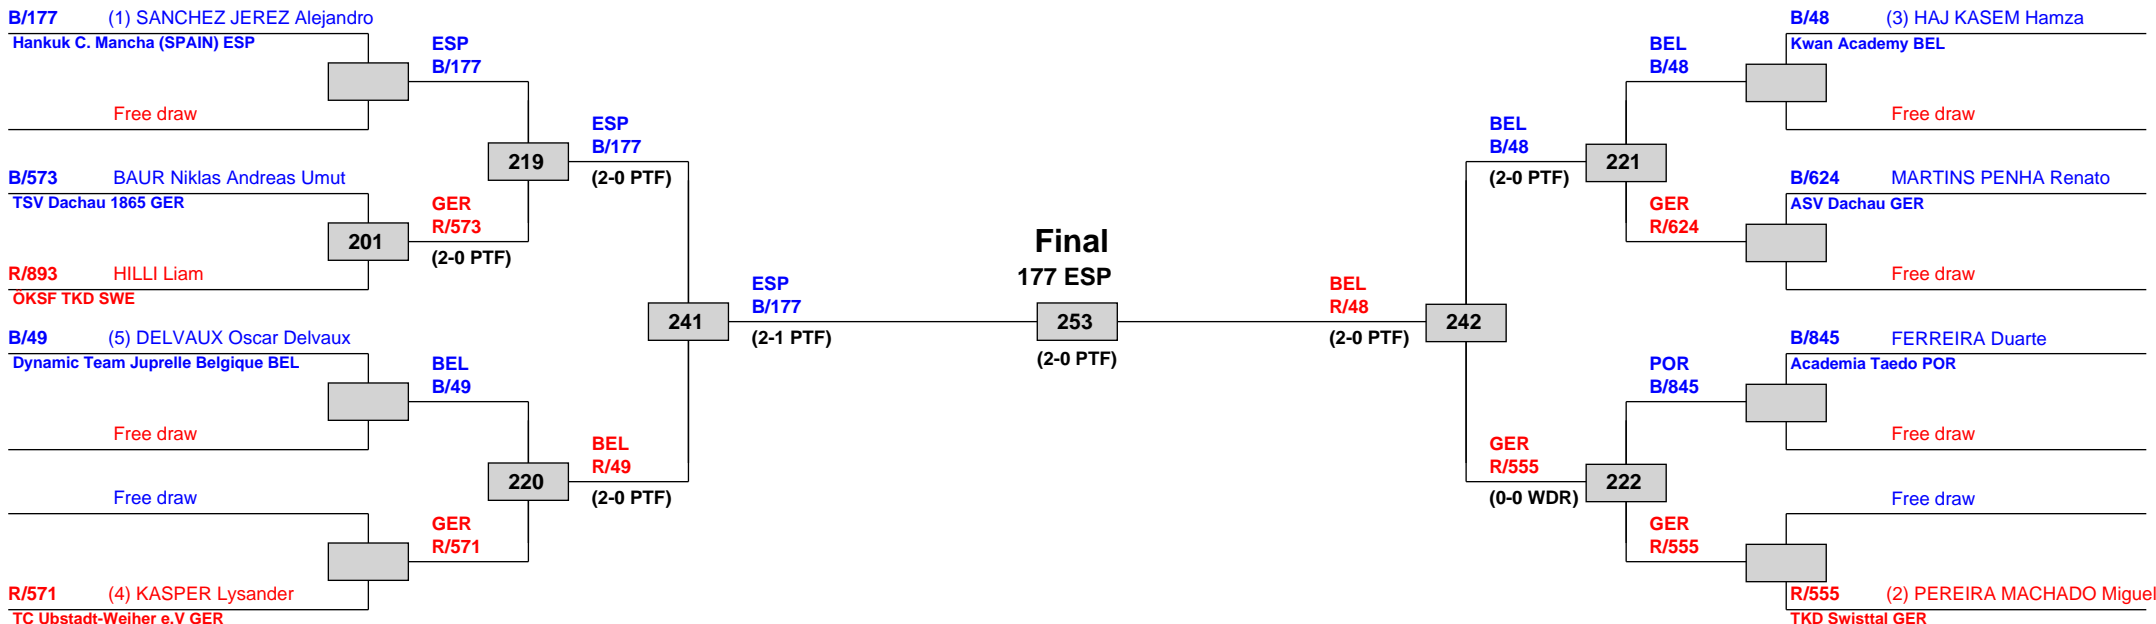 B/177 (1) SANCHEZ JEREZ Alejandro
Hankuk C. Mancha (SPAIN) ESP
Free draw
B/573 BAUR Niklas Andreas Umut
TSV Dachau 1865 GER
201
R/893 HILLI Liam
ÖKSF TKD SWE
B/49 (5) DELVAUX Oscar Delvaux
Dynamic Team Juprelle Belgique BEL
Free draw
Free draw
R/571 (4) KASPER Lysander
TC Ubstadt-Weiher e.V GER
ESP
B/177
219
GER
R/573
(2-0 PTF)
BEL
B/49
220
GER
R/571
ESP
B/177
(2-0 PTF)
241
BEL
R/49
(2-0 PTF)
ESP
B/177
(2-1 PTF)
Final
177 ESP
253
(2-0 PTF)
BEL
R/48
(2-0 PTF)
242
BEL
B/48
(2-0 PTF)
221
GER
R/555
(0-0 WDR)
222
BEL
B/48
GER
R/624
POR
B/845
GER
R/555
B/48 (3) HAJ KASEM Hamza
Kwan Academy BEL
Free draw
B/624 MARTINS PENHA Renato
ASV Dachau GER
Free draw
B/845 FERREIRA Duarte
Academia Taedo POR
Free draw
Free draw
R/555 (2) PEREIRA MACHADO Miguel
TKD Swisttal GER